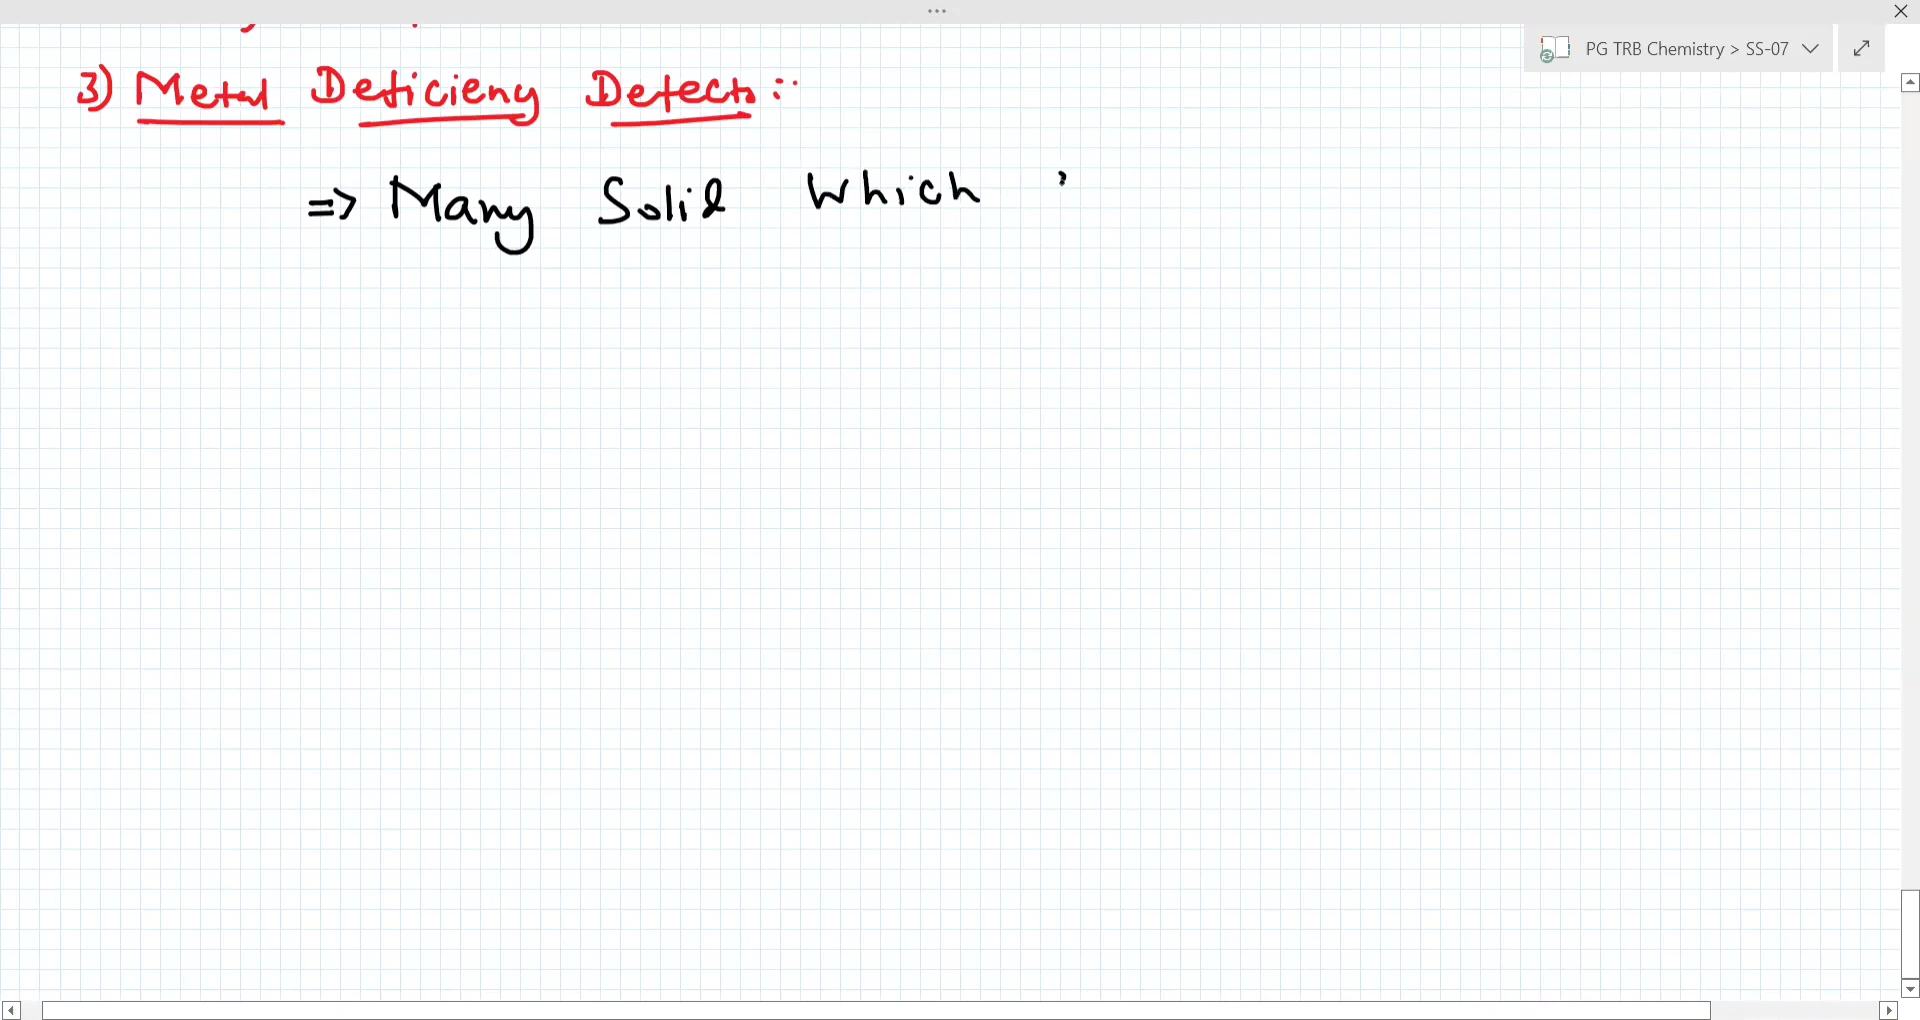 PG TRB Chemistry > SS-07
3) Metal Deficieny Defects :-
=> Many Solid Which